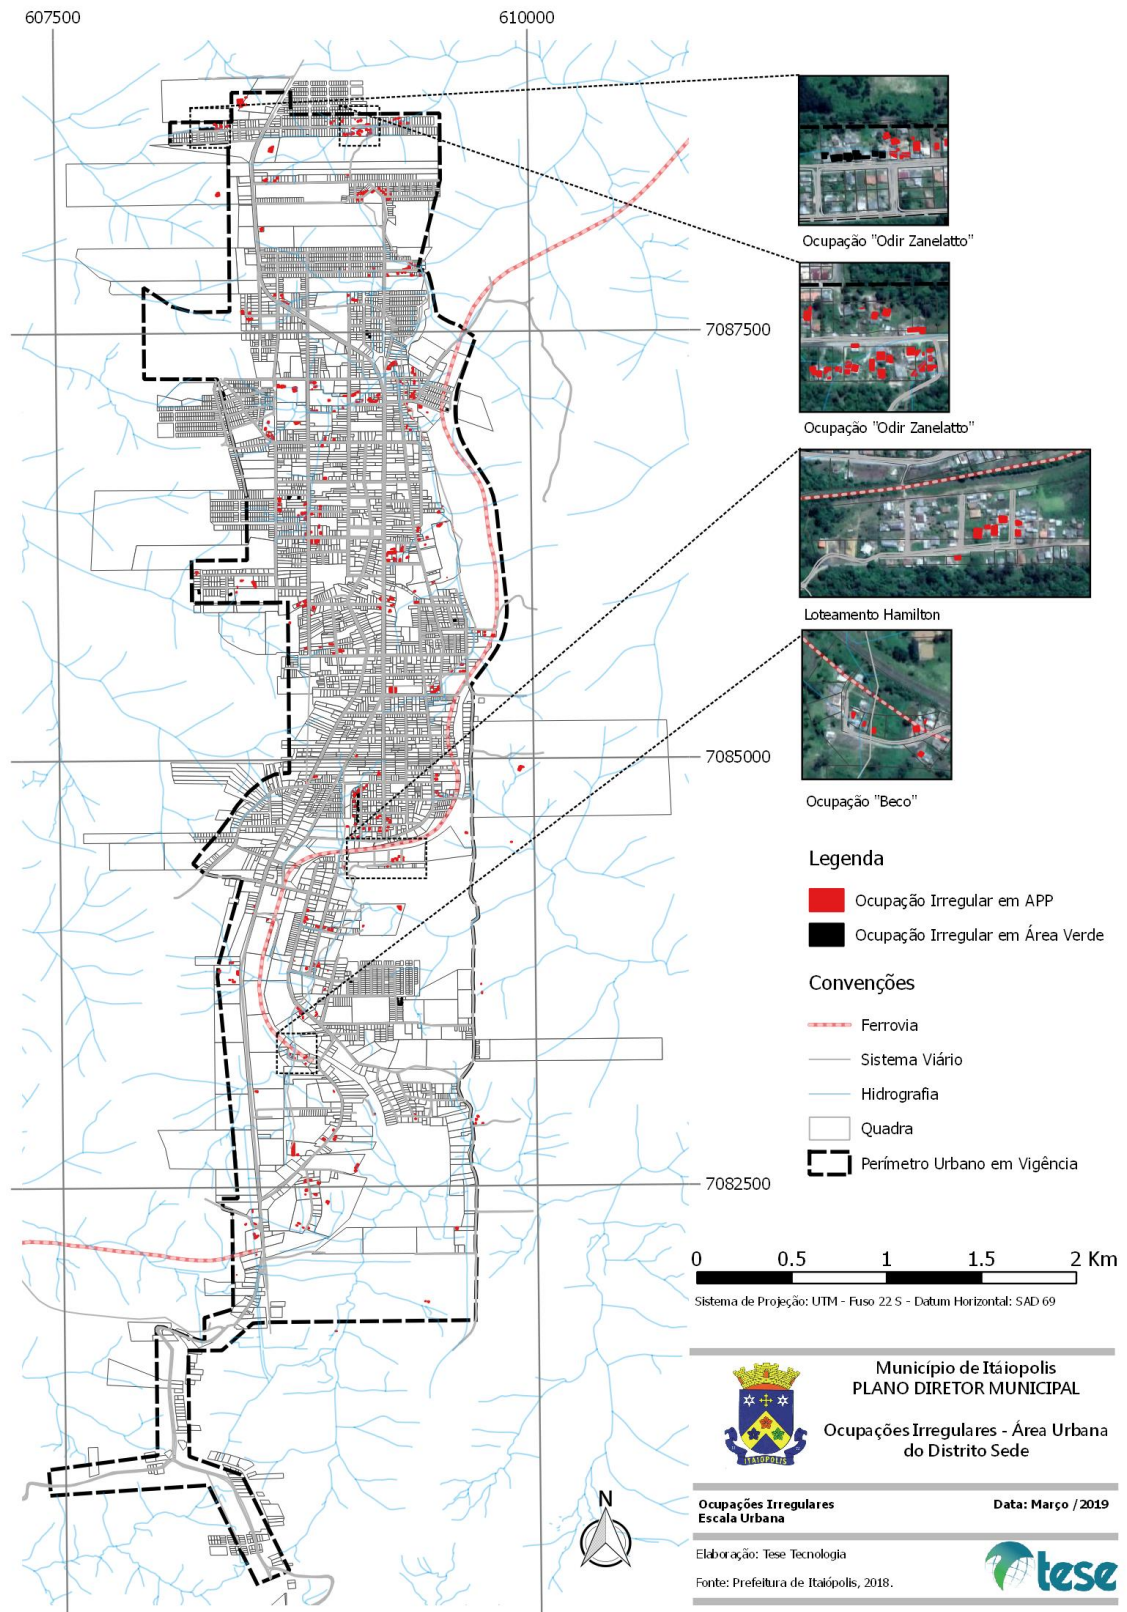 607500
610000
Ocupação "Odir Zanelatto"
7087500
Ocupação "Odir Zanelatto"
Loteamento Hamilton
7085000
Ocupação "Beco"
Legenda
Ocupação Irregular em APP
Ocupação Irregular em Área Verde
Convenções
Ferrovia
Sistema Viário
Hidrografia
Quadra
Perímetro Urbano em Vigência
7082500
0 0.5 1 1.5 2 Km
Sistema de Projeção: UTM - Fuso 22 S - Datum Horizontal: SAD 69
Município de Itáiopolis
PLANO DIRETOR MUNICIPAL
Ocupações Irregulares - Área Urbana
do Distrito Sede
ITAIÓPOLIS
N
Ocupações Irregulares
Escala Urbana
Data: Março /2019
Elaboração: Tese Tecnologia
Fonte: Prefeitura de Itaiópolis, 2018.
tese